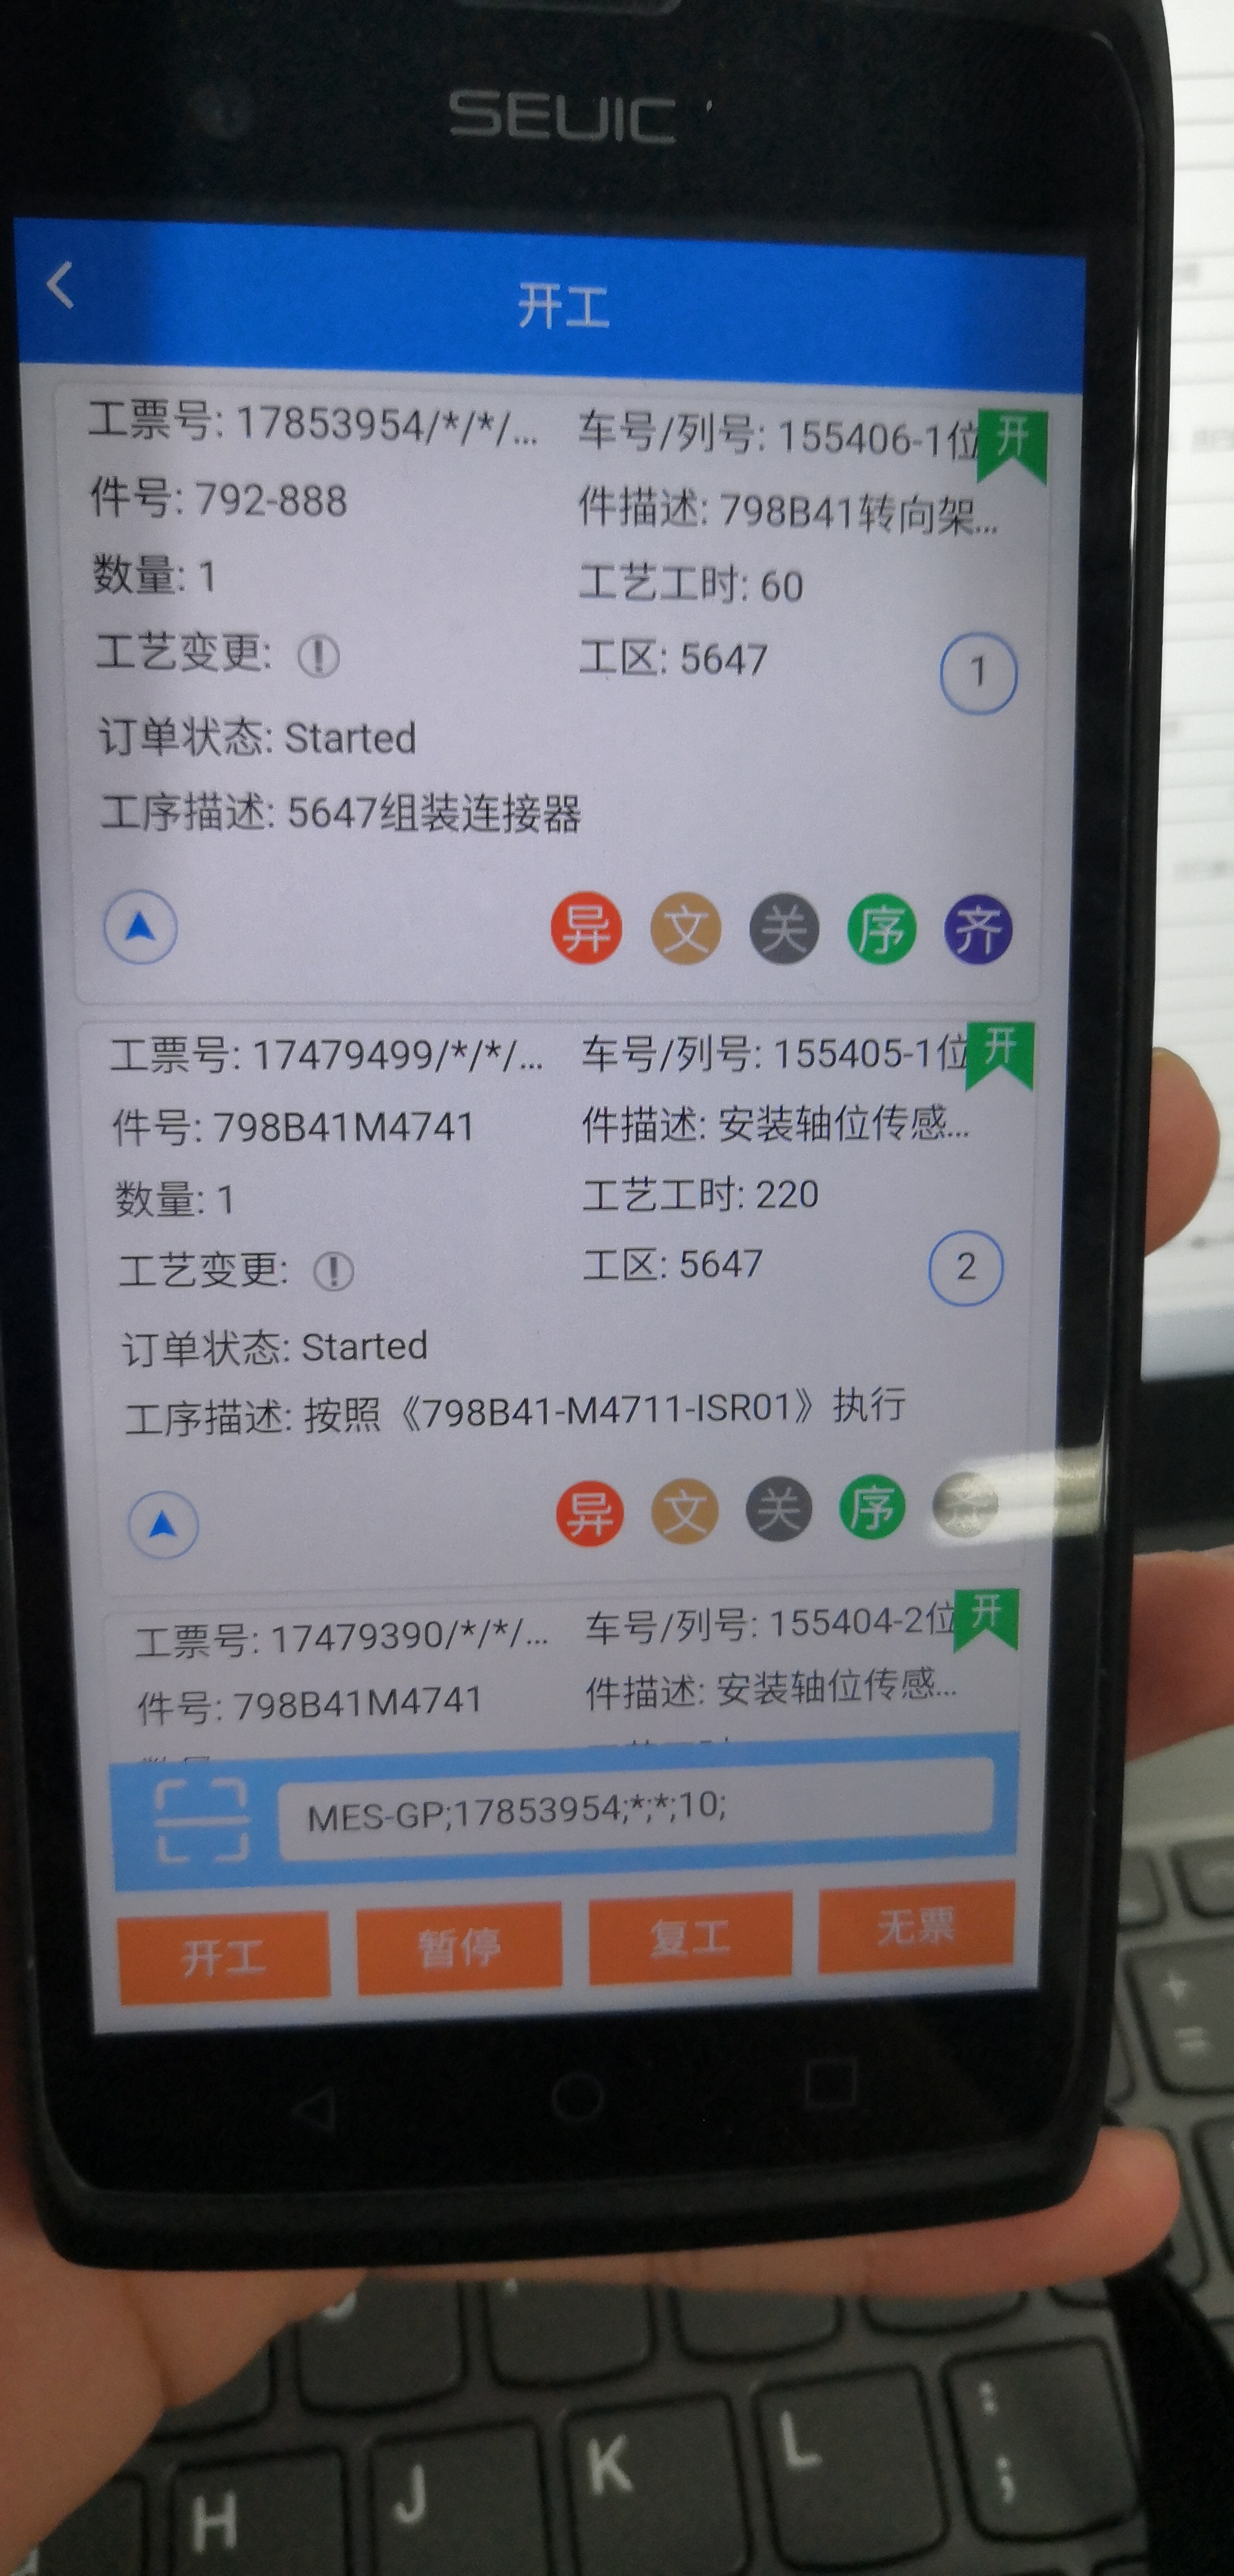 SEUIC
开工
工票号: 17853954/*/*/... 车号/列号: 155406-1位 开
件号: 792-888 件描述: 798B41转向架...
数量: 1 工艺工时: 60
工艺变更: ! 工区: 5647 1
订单状态: Started
工序描述: 5647组装连接器
异 文 关 序 齐
工票号: 17479499/*/*/... 车号/列号: 155405-1位 开
件号: 798B41M4741 件描述: 安装轴位传感...
数量: 1 工艺工时: 220
工艺变更: ! 工区: 5647 2
订单状态: Started
工序描述: 按照《798B41-M4711-ISR01》执行
异 文 关 序
工票号: 17479390/*/*/... 车号/列号: 155404-2位 开
件号: 798B41M4741 件描述: 安装轴位传感...
MES-GP;17853954;*;*;10;
开工 暂停 复工 无票
+
=
H J K L :
;